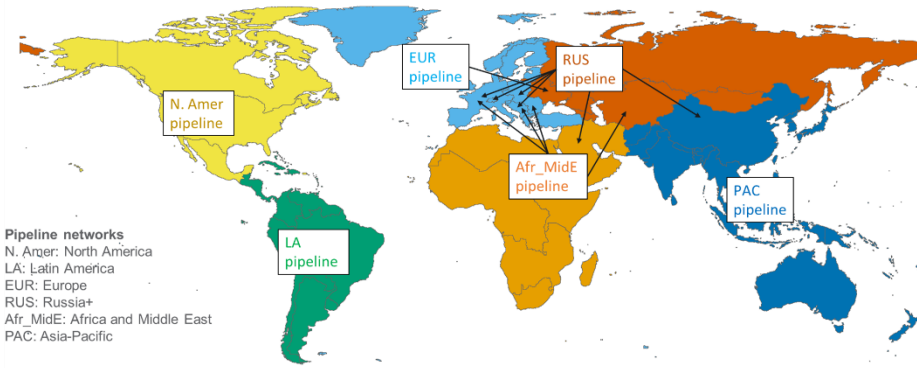 EUR
pipeline
RUS
pipeline
N. Amer
pipeline
Afr_MidE
pipeline
PAC
pipeline
LA
pipeline
Pipeline networks
N. Amer: North America
LA: Latin America
EUR: Europe
RUS: Russia+
Afr_MidE: Africa and Middle East
PAC: Asia-Pacific